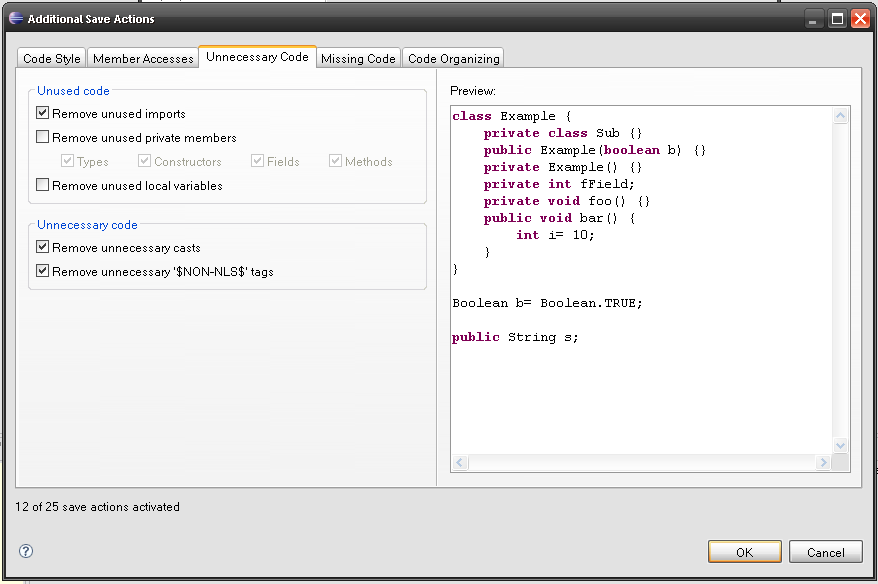 Additional Save Actions
Code Style Member Accesses Unnecessary Code Missing Code Code Organizing
Unused code
Remove unused imports
Remove unused private members
Types Constructors Fields Methods
Remove unused local variables
Unnecessary code
Remove unnecessary casts
Remove unnecessary '$NON-NLS$' tags
Preview:
class Example {
    private class Sub {}
    public Example(boolean b) {}
    private Example() {}
    private int fField;
    private void foo() {}
    public void bar() {
        int i= 10;
    }
}
Boolean b= Boolean.TRUE;
public String s;
12 of 25 save actions activated
?
OK Cancel